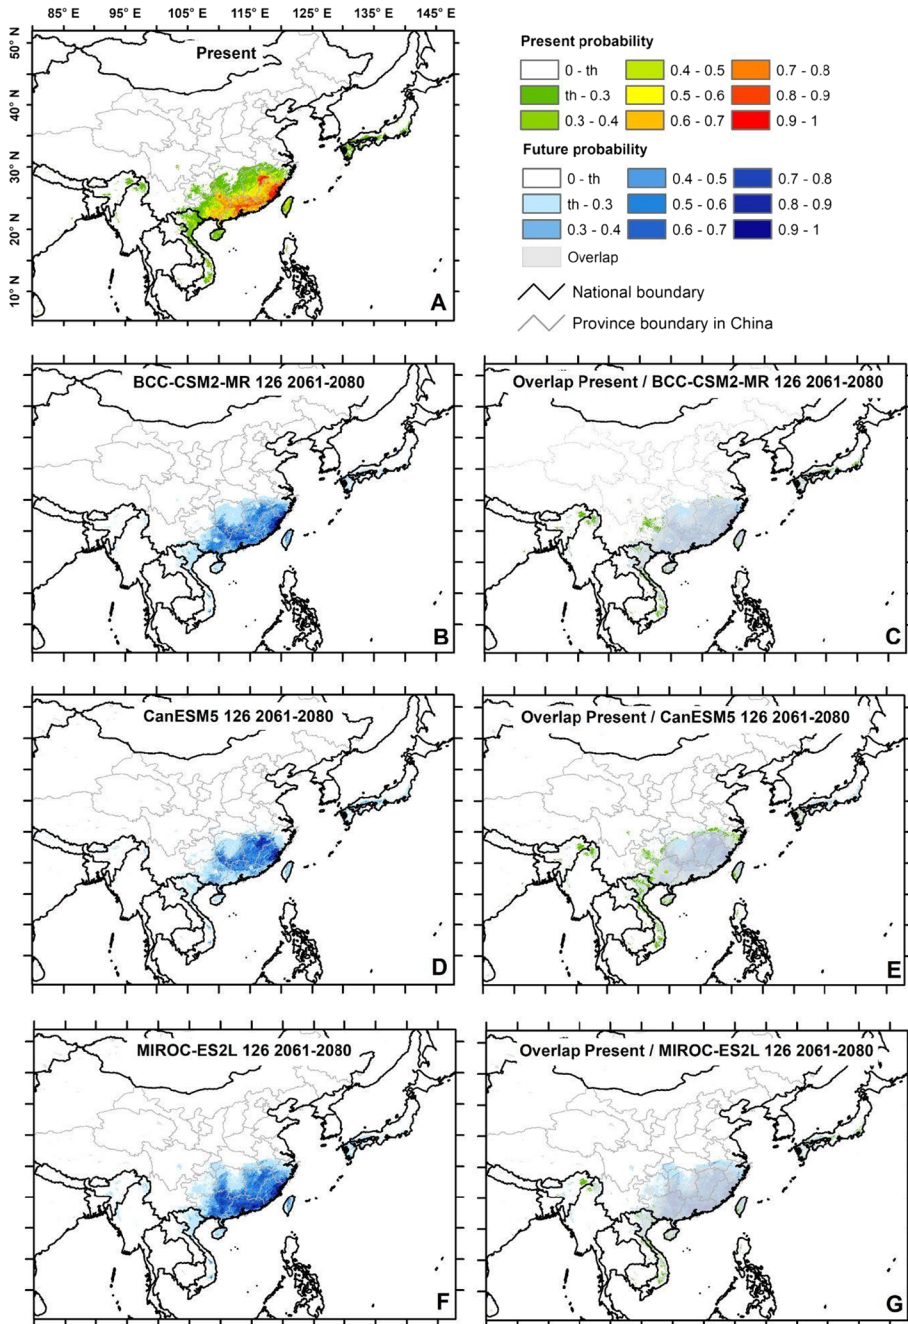 85° E 95° E 105° E 115° E 125° E 135° E 145° E
50° N
40° N
30° N
20° N
10° N
Present
A
Present probability
0 - th 0.4 - 0.5 0.7 - 0.8
th - 0.3 0.5 - 0.6 0.8 - 0.9
0.3 - 0.4 0.6 - 0.7 0.9 - 1
Future probability
0 - th 0.4 - 0.5 0.7 - 0.8
th - 0.3 0.5 - 0.6 0.8 - 0.9
0.3 - 0.4 0.6 - 0.7 0.9 - 1
Overlap
National boundary
Province boundary in China
BCC-CSM2-MR 126 2061-2080
B
Overlap Present / BCC-CSM2-MR 126 2061-2080
C
CanESM5 126 2061-2080
D
Overlap Present / CanESM5 126 2061-2080
E
MIROC-ES2L 126 2061-2080
F
Overlap Present / MIROC-ES2L 126 2061-2080
G